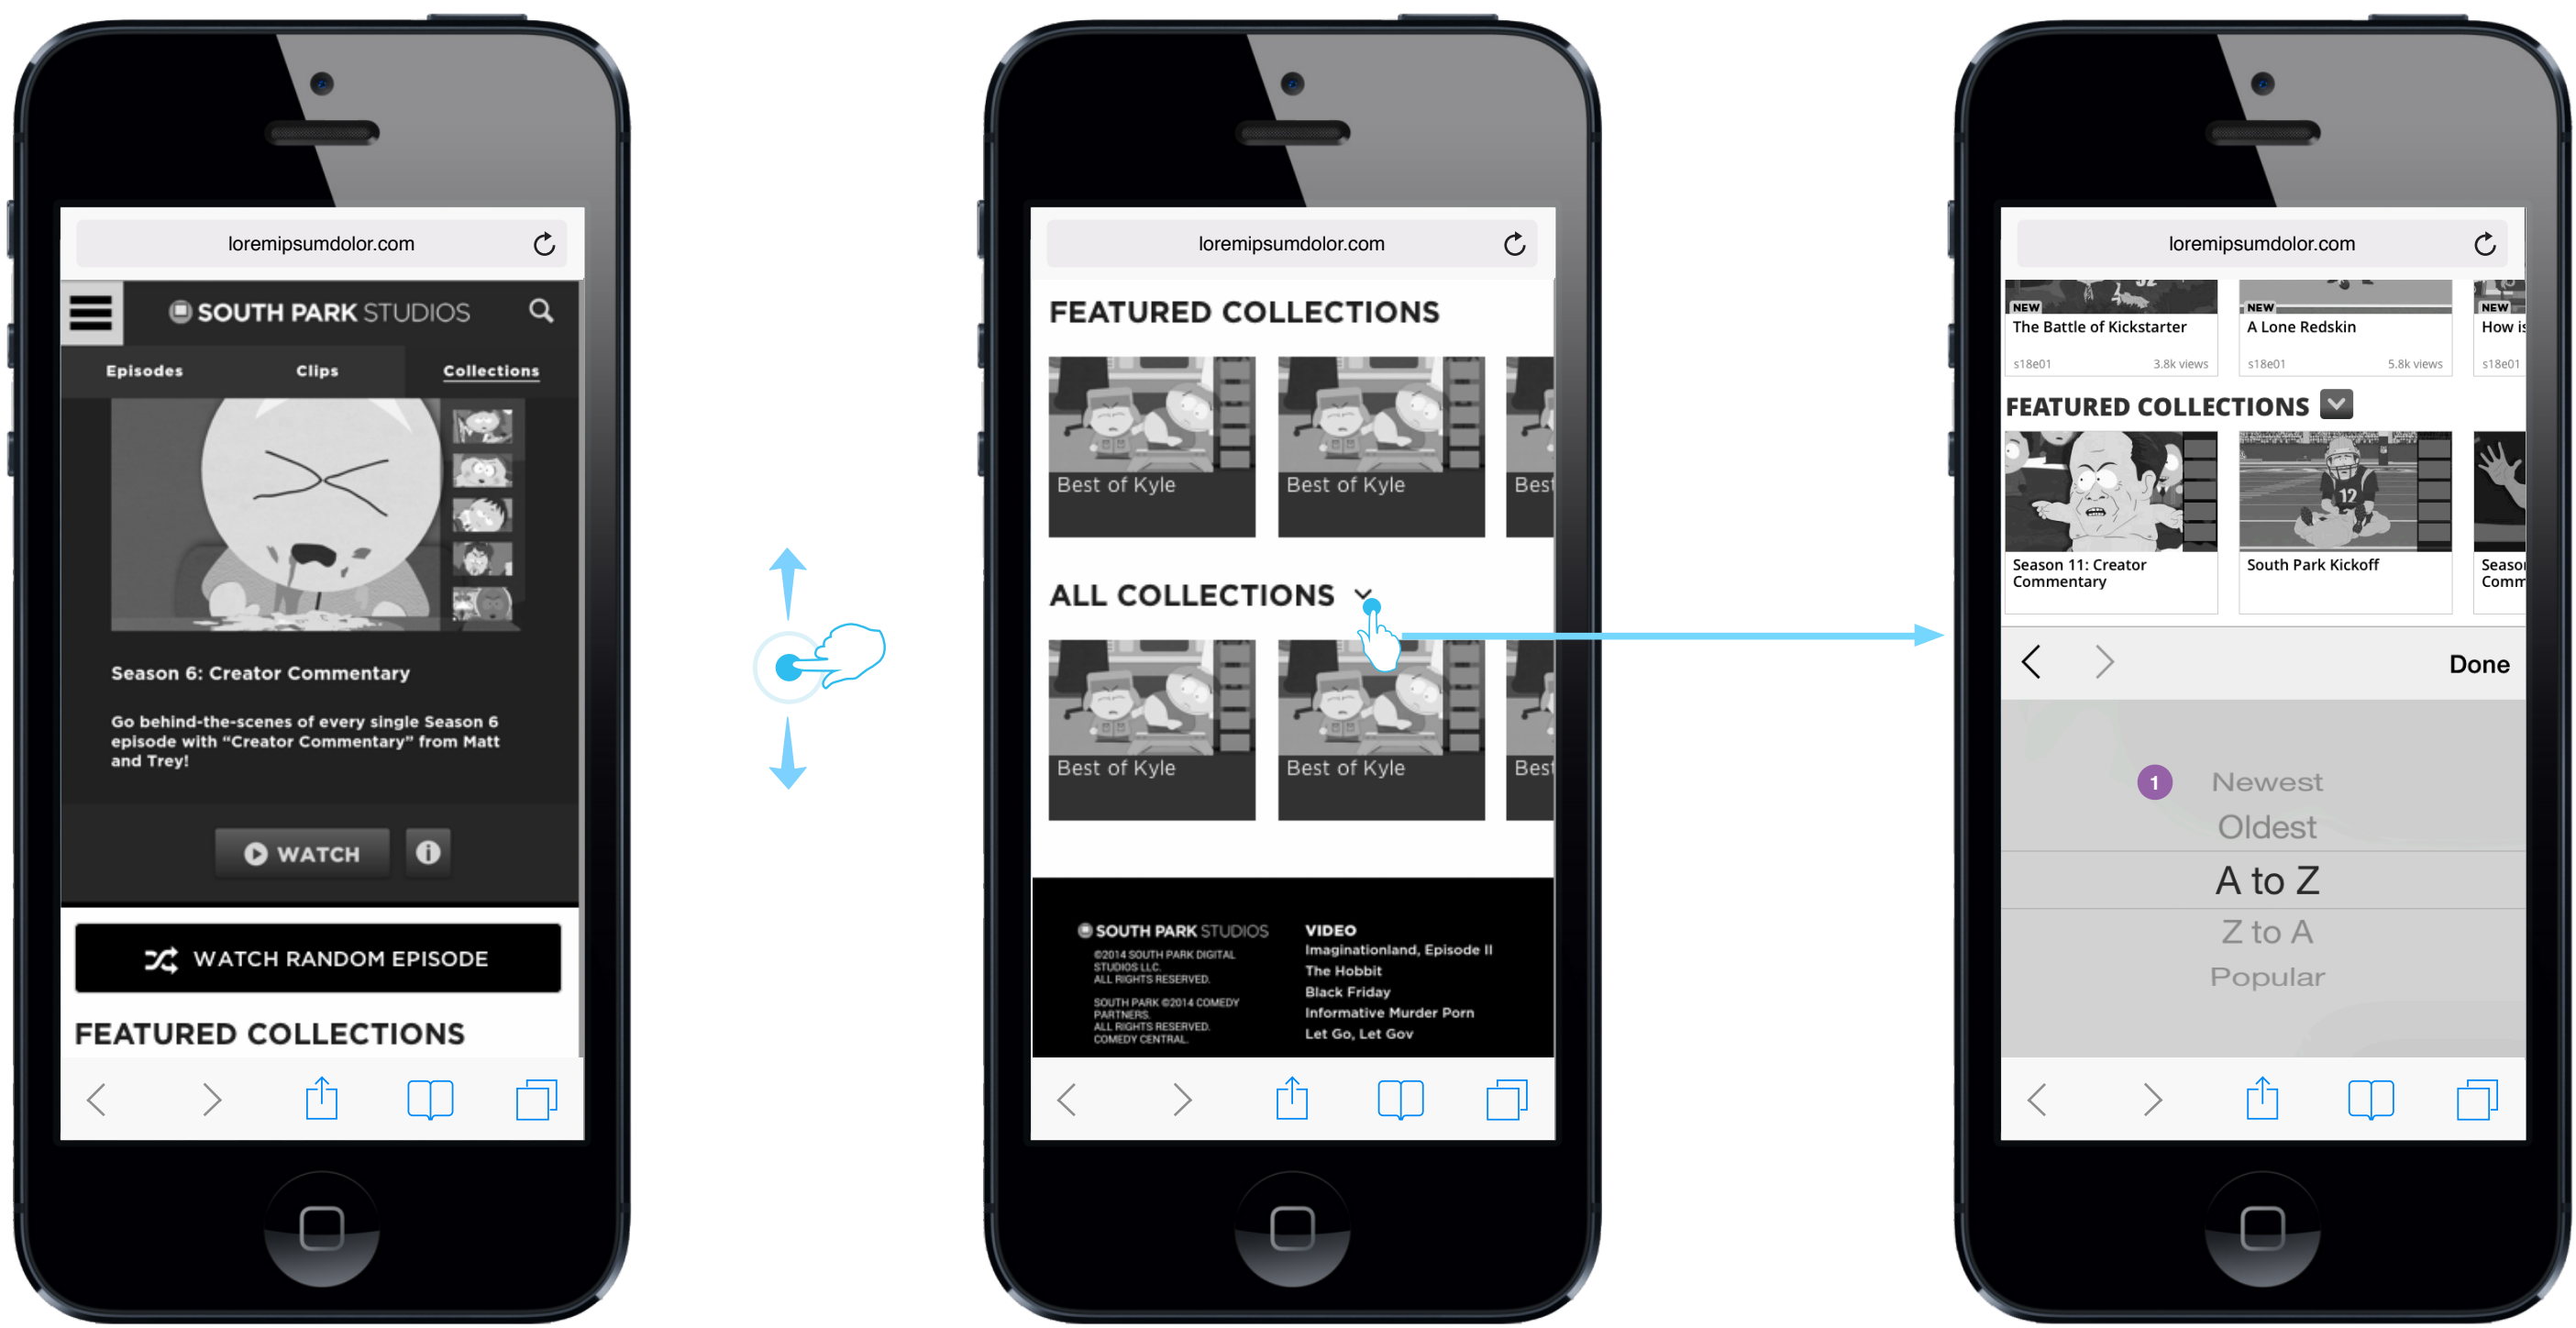 loremipsumdolor.com
SOUTH PARK STUDIOS
Episodes
Clips
Collections
Season 6: Creator Commentary
Go behind-the-scenes of every single Season 6
episode with “Creator Commentary” from Matt
and Trey!
WATCH
WATCH RANDOM EPISODE
FEATURED COLLECTIONS
loremipsumdolor.com
FEATURED COLLECTIONS
Best of Kyle
Best of Kyle
Best
ALL COLLECTIONS
Best of Kyle
Best of Kyle
Best
SOUTH PARK STUDIOS
©2014 SOUTH PARK DIGITAL
STUDIOS LLC.
ALL RIGHTS RESERVED.
SOUTH PARK ©2014 COMEDY
PARTNERS.
ALL RIGHTS RESERVED.
COMEDY CENTRAL.
VIDEO
Imaginationland, Episode II
The Hobbit
Black Friday
Informative Murder Porn
Let Go, Let Gov
loremipsumdolor.com
NEW
The Battle of Kickstarter
s18e01
3.8k views
NEW
A Lone Redskin
s18e01
5.8k views
NEW
How is
s18e01
FEATURED COLLECTIONS
12
Season 11: Creator
Commentary
South Park Kickoff
Season
Comm
Done
1
Newest
Oldest
A to Z
Z to A
Popular